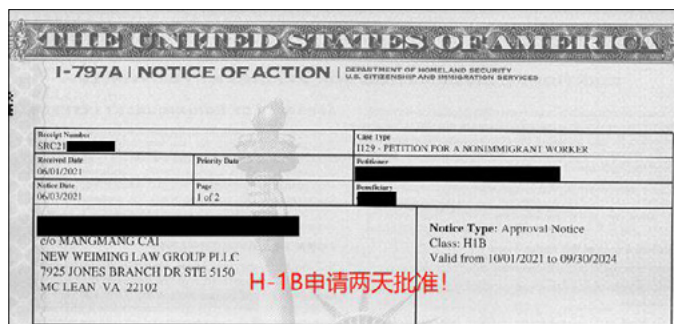 THE UNITED STATES OF AMERICA
I-797A | NOTICE OF ACTION | DEPARTMENT OF HOMELAND SECURITY
U.S. CITIZENSHIP AND IMMIGRATION SERVICES
Receipt Number
SRC21
Case Type
I129 - PETITION FOR A NONIMMIGRANT WORKER
Received Date
06/01/2021
Priority Date
Petitioner
Notice Date
06/03/2021
Page
1 of 2
Beneficiary
c/o MANGMANG CAI
NEW WEIMING LAW GROUP PLLC
7925 JONES BRANCH DR STE 5150
MC LEAN VA 22102
Notice Type: Approval Notice
Class: H1B
Valid from 10/01/2021 to 09/30/2024
H-1B申请两天批准!